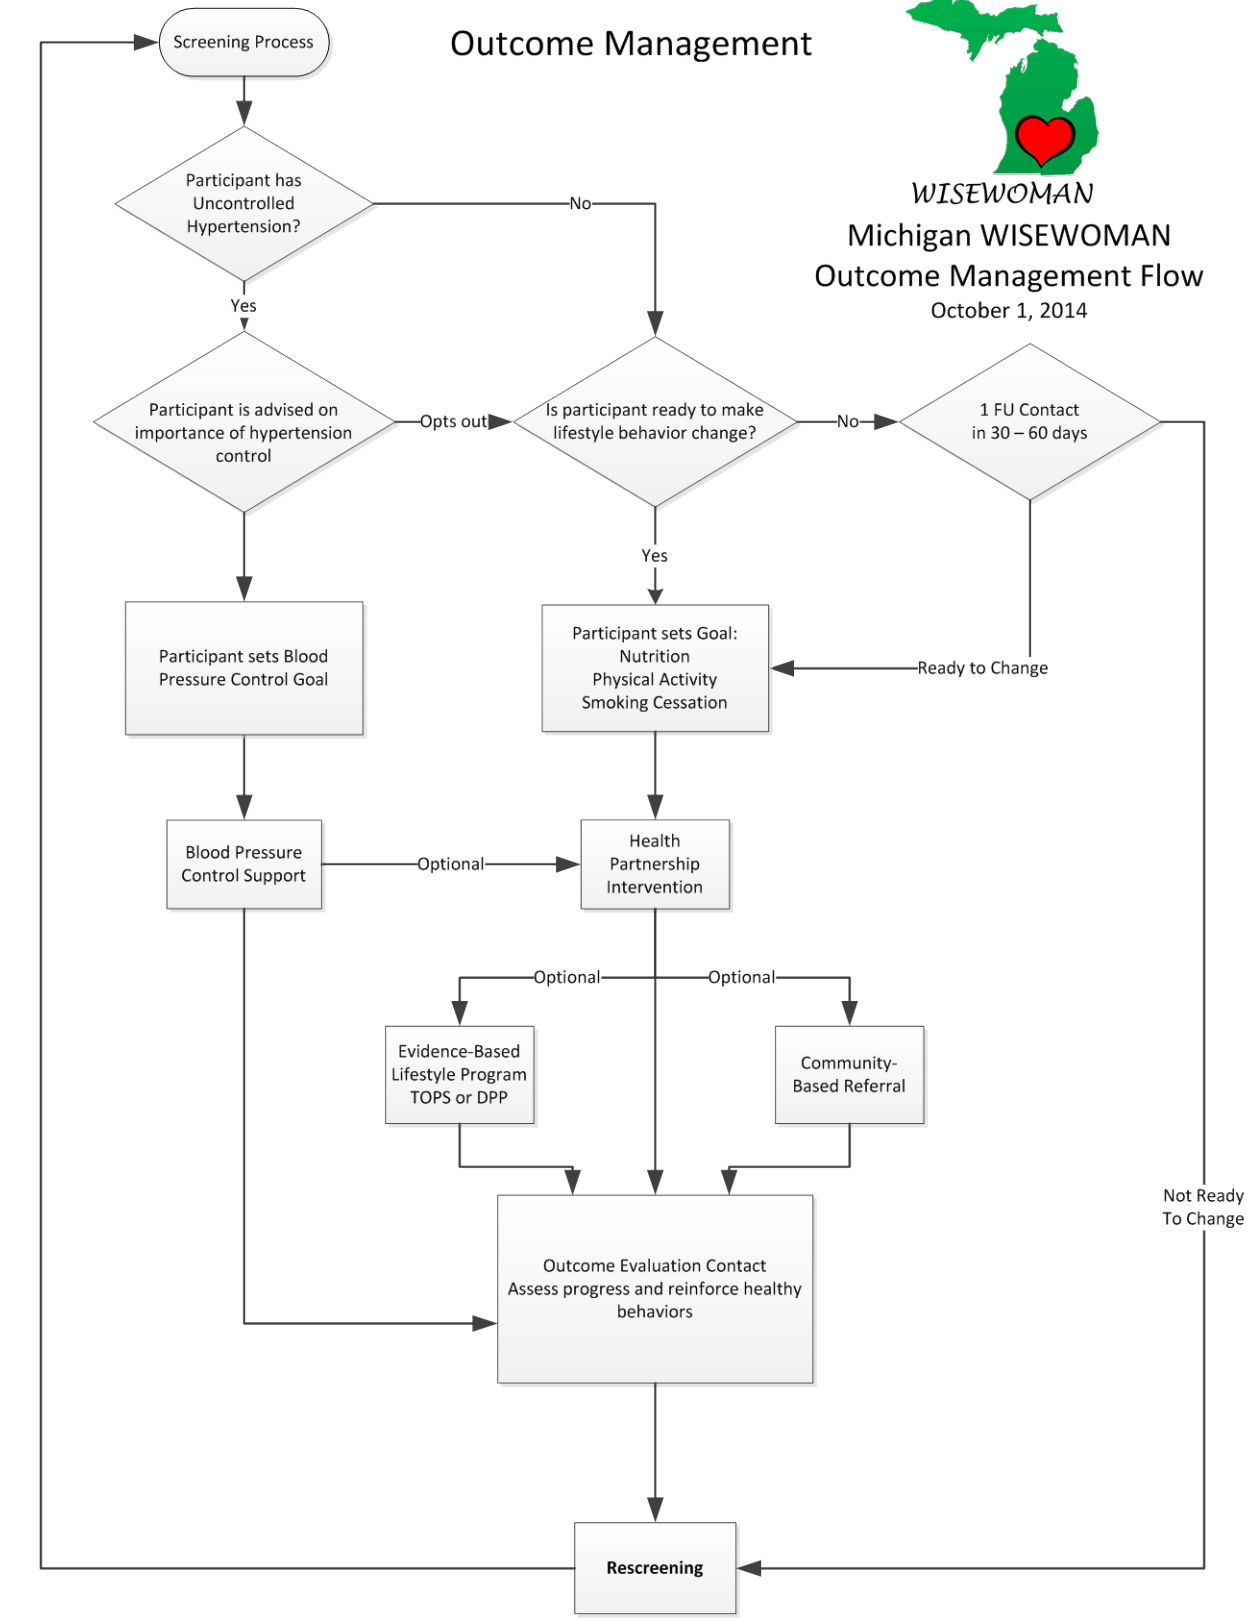 Outcome Management
Screening Process
WISEWOMAN
Michigan WISEWOMAN
Outcome Management Flow
October 1, 2014
Participant has
Uncontrolled
Hypertension?
No
Yes
Participant is advised on
importance of hypertension
control
Opts out
Is participant ready to make
lifestyle behavior change?
No
1 FU Contact
in 30 – 60 days
Yes
Participant sets Blood
Pressure Control Goal
Participant sets Goal:
Nutrition
Physical Activity
Smoking Cessation
Ready to Change
Blood Pressure
Control Support
Optional
Health
Partnership
Intervention
Optional
Optional
Evidence-Based
Lifestyle Program
TOPS or DPP
Community-
Based Referral
Not Ready
To Change
Outcome Evaluation Contact
Assess progress and reinforce healthy
behaviors
Rescreening